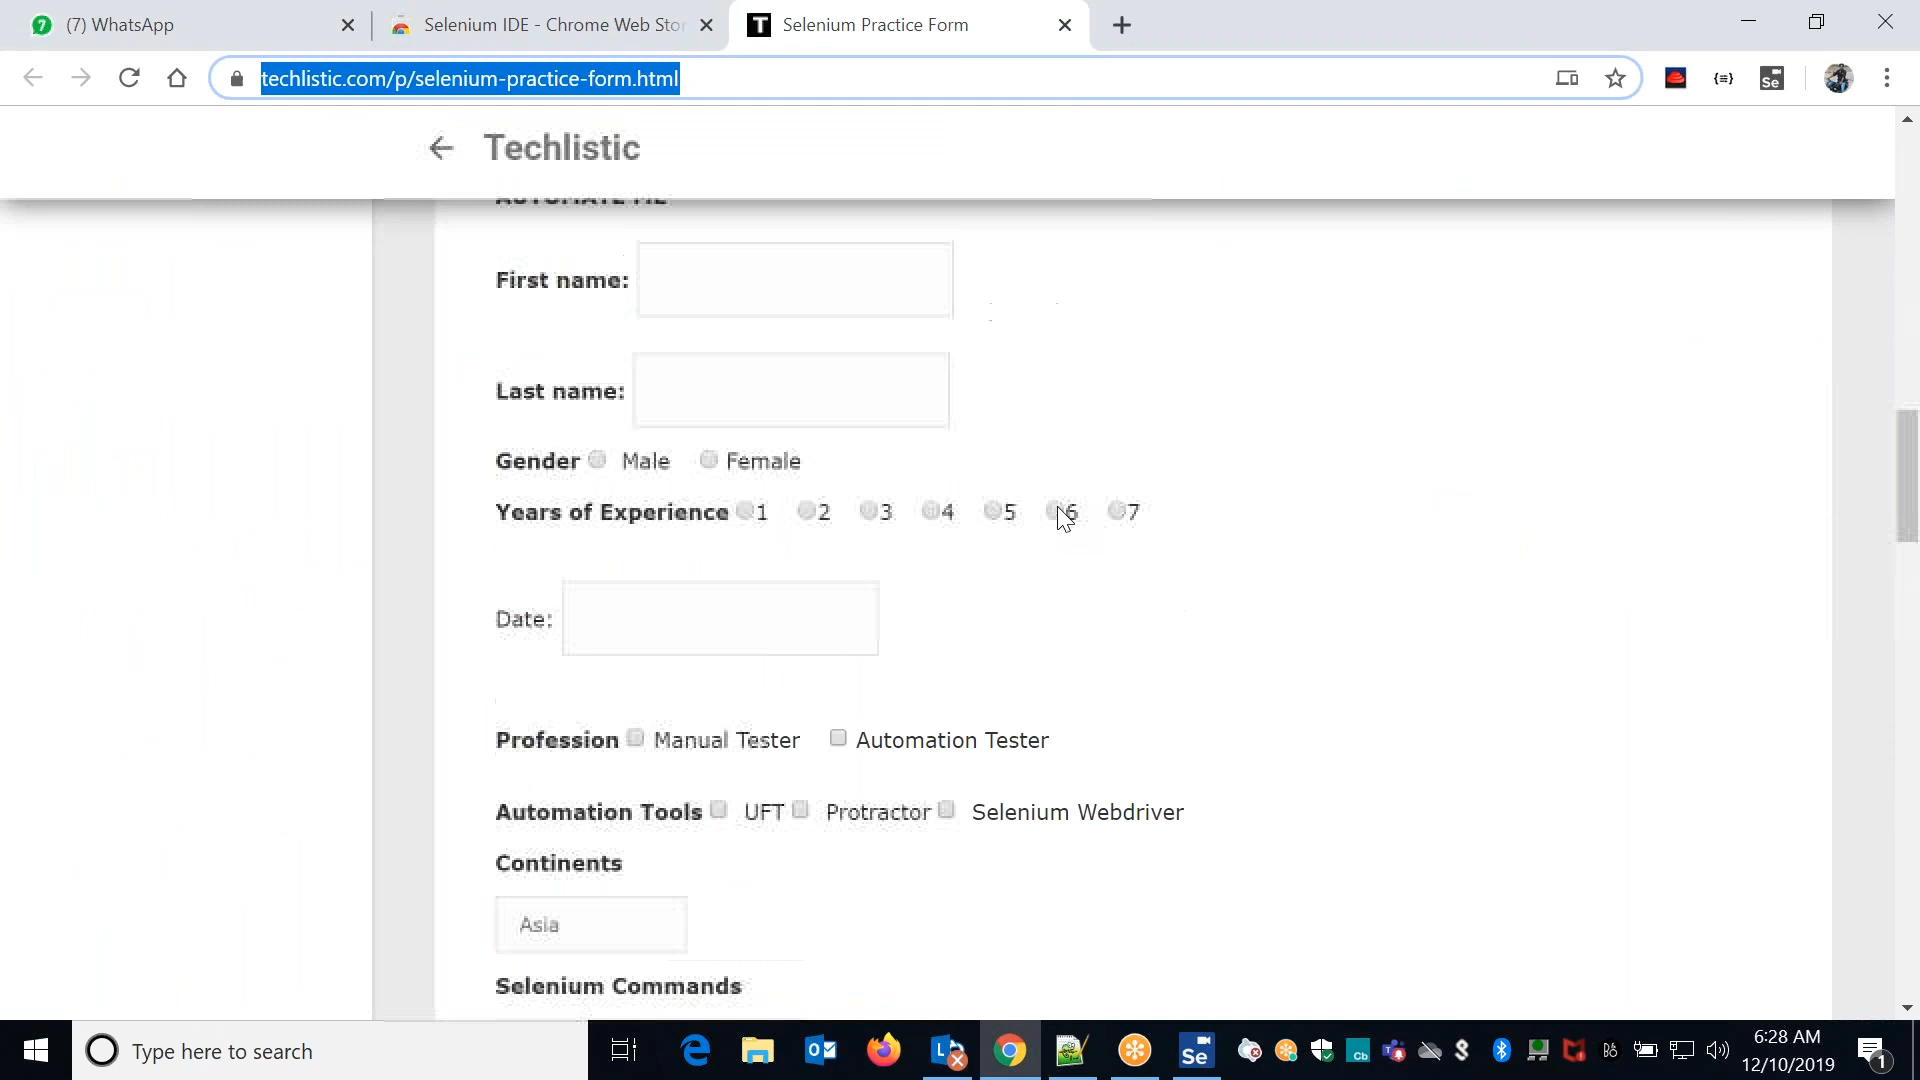 (7) WhatsApp
Selenium IDE - Chrome Web Stor
Selenium Practice Form
techlistic.com/p/selenium-practice-form.html
Techlistic
AUTOMATE ME
First name:
Last name:
Gender Male Female
Years of Experience 1 2 3 4 5 6 7
Date:
Profession Manual Tester Automation Tester
Automation Tools UFT Protractor Selenium Webdriver
Continents
Asia
Selenium Commands
Type here to search
6:28 AM
12/10/2019